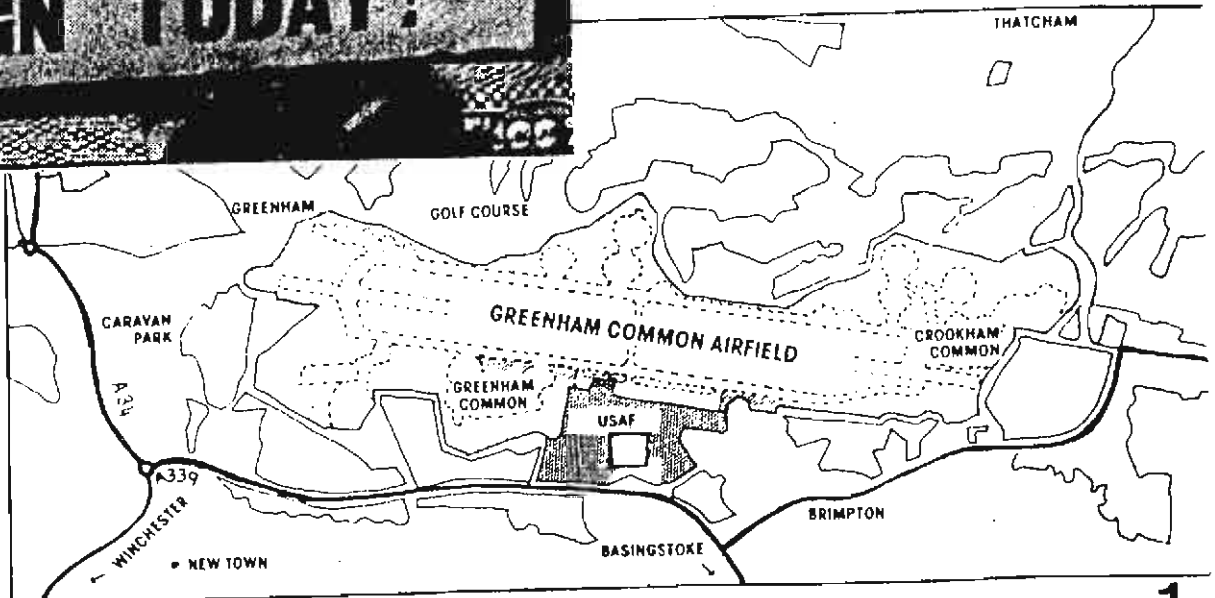 TODAY!
THATCHAM
GREENHAM
GOLF COURSE
CARAVAN
PARK
GREENHAM COMMON AIRFIELD
CROOKHAM
COMMON
A34
GREENHAM
COMMON
USAF
A339
WINCHESTER
NEW TOWN
BASINGSTOKE
BRIMPTON
1